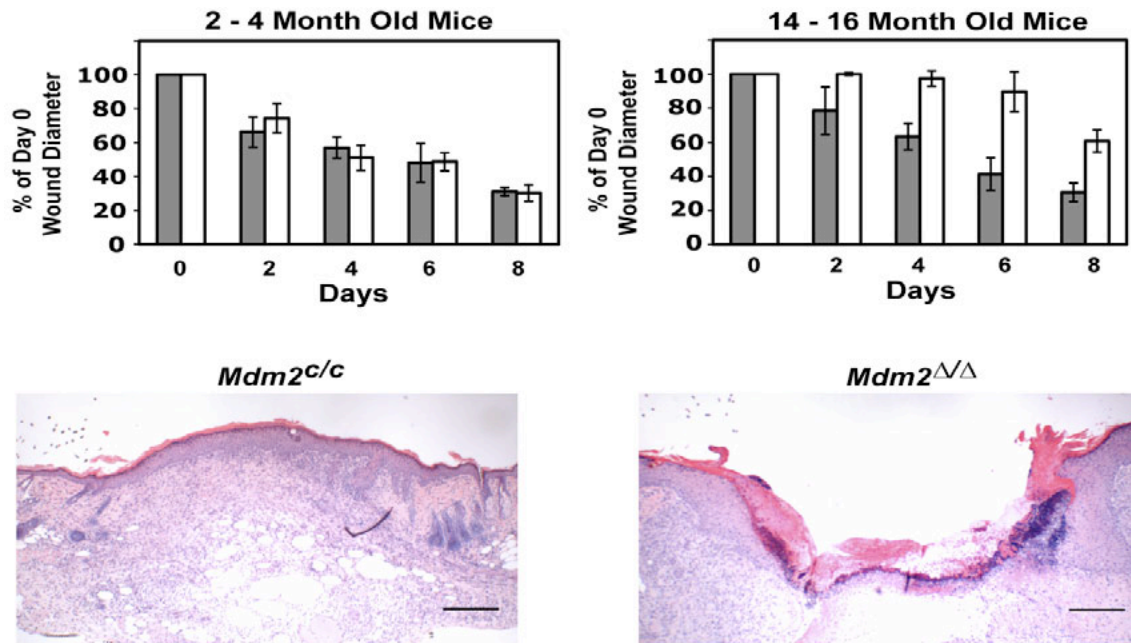 2 - 4 Month Old Mice
% of Day 0
Wound Diameter
100
80
60
40
20
0
0 2 4 6 8
Days
14 - 16 Month Old Mice
% of Day 0
Wound Diameter
100
80
60
40
20
0
0 2 4 6 8
Days
Mdm2c/c
Mdm2Δ/Δ